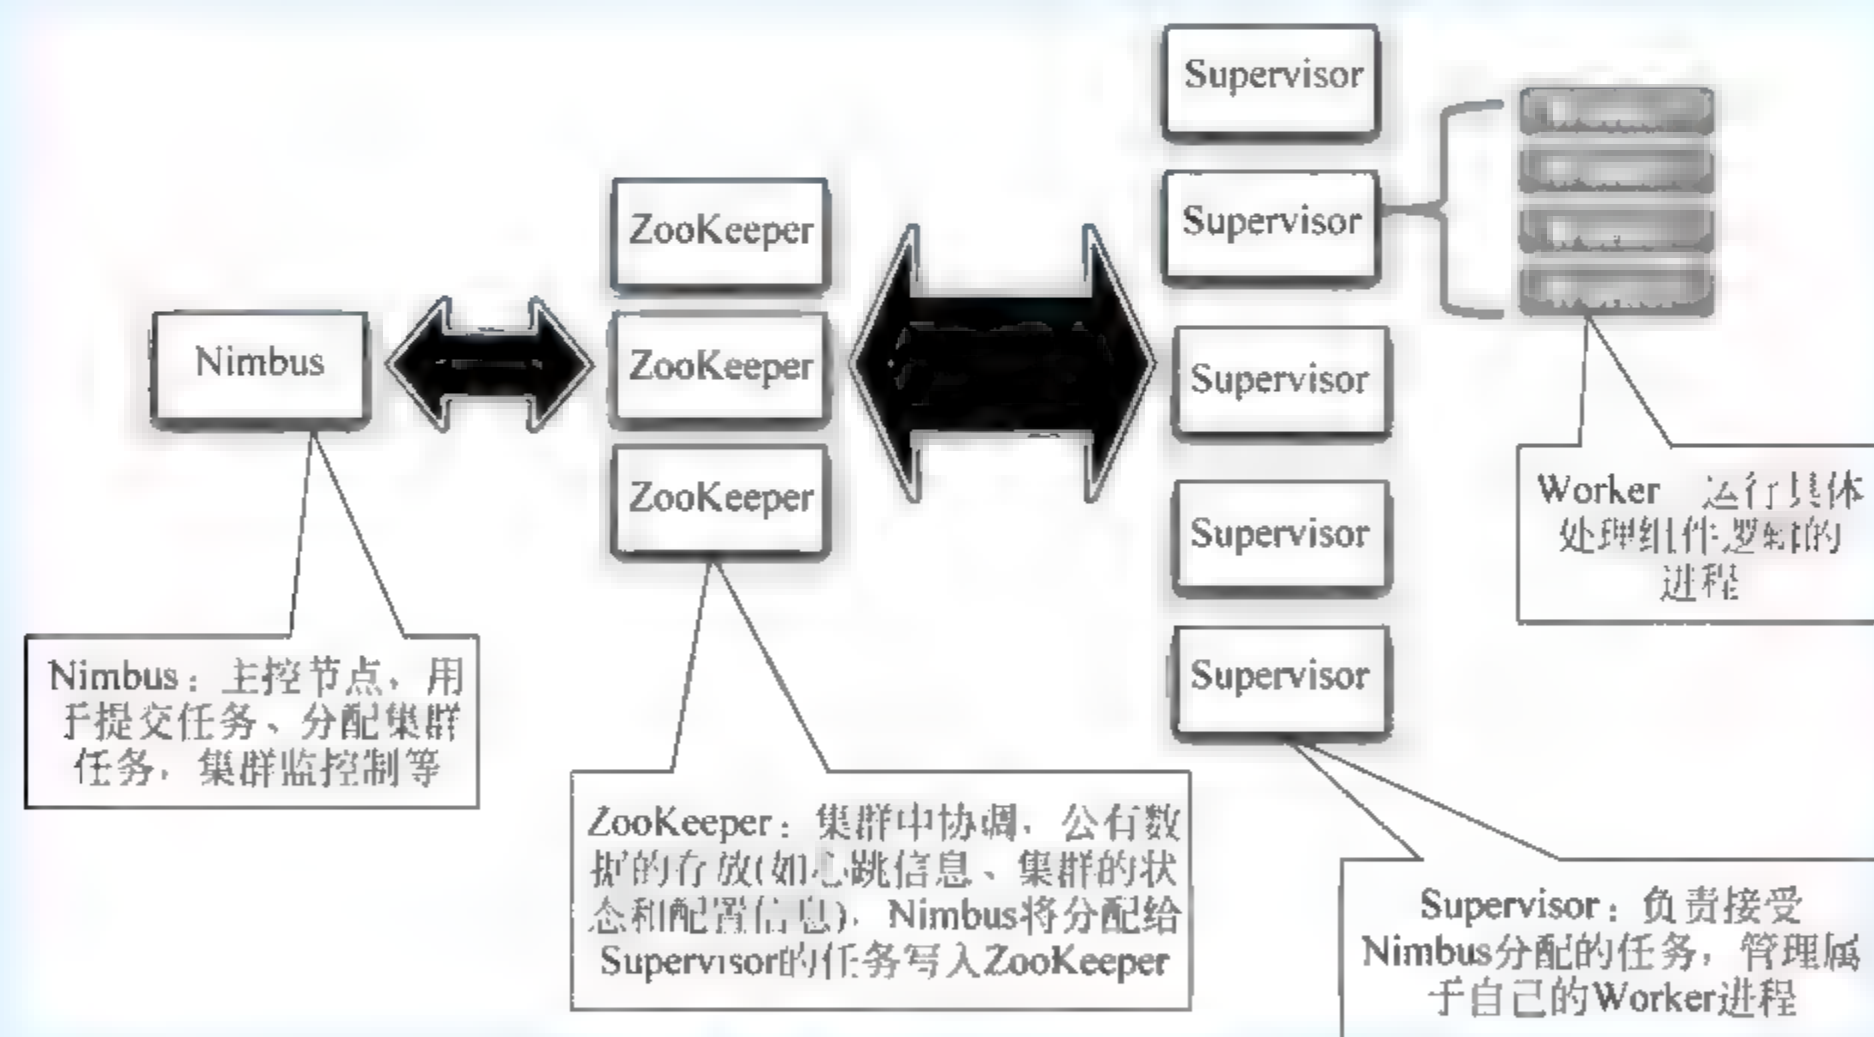 Supervisor
Supervisor
ZooKeeper
Nimbus
ZooKeeper
Supervisor
ZooKeeper
Supervisor
Supervisor
Worker 运行具体
处理组件逻辑的
进程
Nimbus：主控节点，用
于提交任务、分配集群
任务，集群监控制等
ZooKeeper：集群中协调，公有数
据的存放(如心跳信息、集群的状
态和配置信息)，Nimbus将分配给
Supervisor的任务写入ZooKeeper
Supervisor：负责接受
Nimbus分配的任务，管理属
于自己的Worker进程